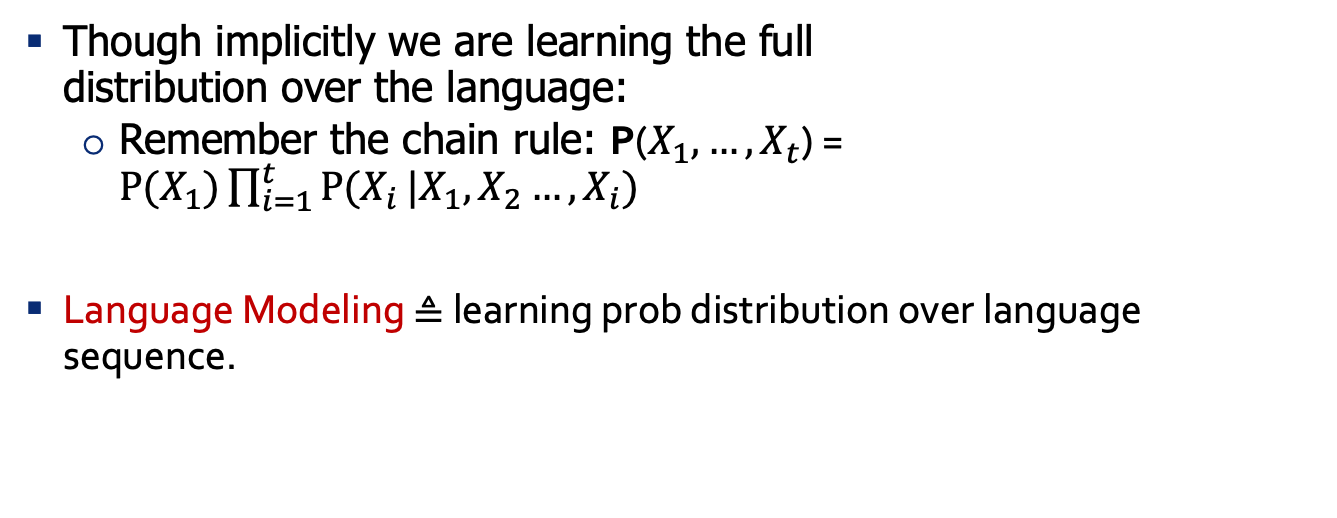 ▪ Though implicitly we are learning the full
distribution over the language:
○ Remember the chain rule: P(X₁, … , Xₜ) =
P(X₁) ∏ᵗᵢ₌₁ P(Xᵢ |X₁, X₂ … , Xᵢ)
▪ Language Modeling ≜ learning prob distribution over language
sequence.